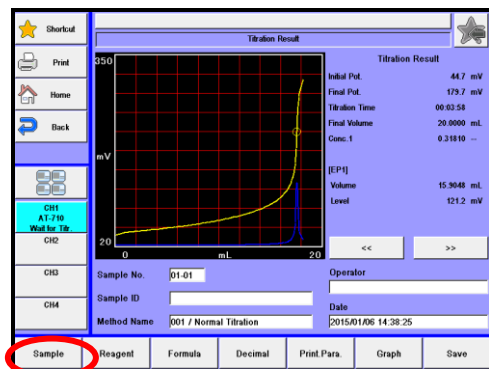 Shortcut
Print
Home
Back
CH1
AT-710
Wait for Titr.
CH2
CH3
CH4
Titration Result
350
mV
20
0
mL
20
Titration Result
Initial Pot. 44.7 mV
Final Pot. 179.7 mV
Titration Time 00:03:58
Final Volume 20.0000 mL
Conc.1 0.31810 --
[EP1]
Volume 15.9048 mL
Level 121.2 mV
<< >>
Sample No. 01-01
Sample ID
Method Name 001 / Normal Titration
Operator
Date
2015/01/06 14:38:25
Sample Reagent Formula Decimal Print.Para. Graph Save